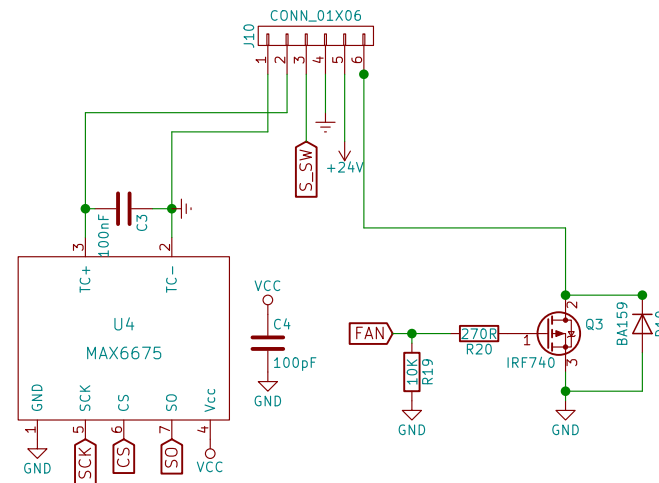 CONN_01X06
J10
1
2
3
4
5
6
S_SW
+24V
100nF
C3
3
2
TC+
TC-
U4
MAX6675
GND
SCK
CS
SO
Vcc
1
5
6
7
4
GND
SCK
CS
SO
VCC
VCC
C4
100pF
GND
FAN
270R
R20
10K
R19
GND
1
2
3
Q3
IRF740
GND
BA159